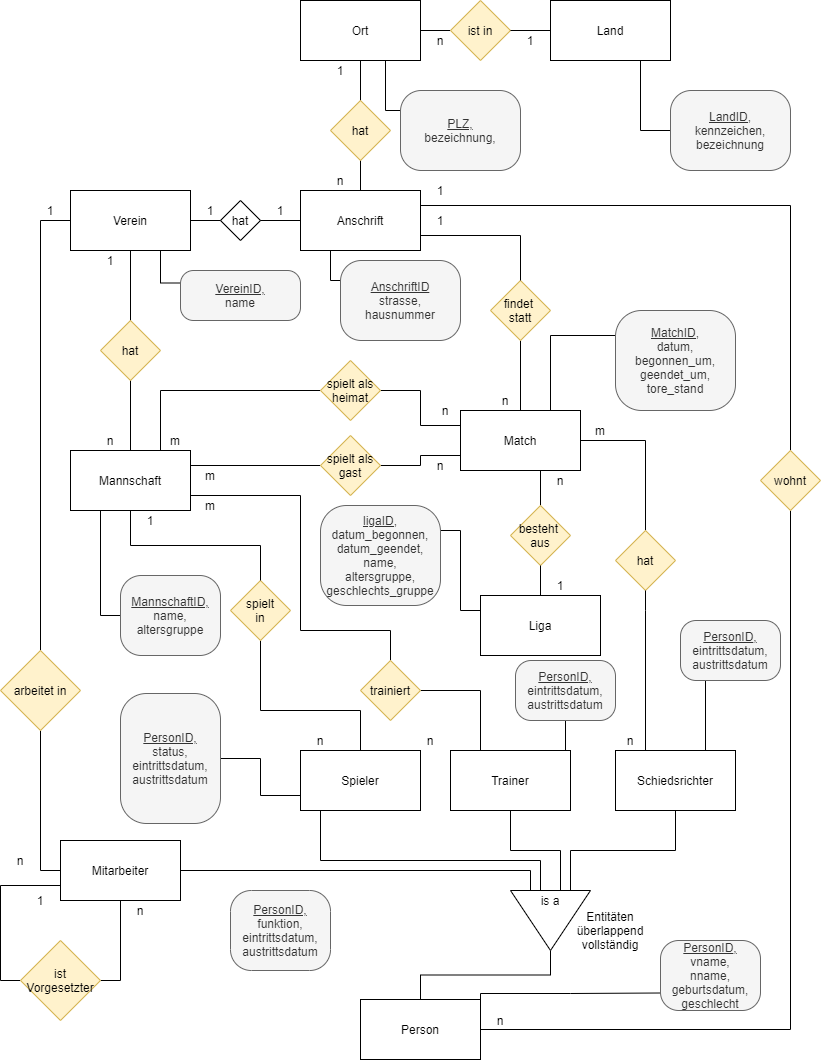 Ort
n
ist in
1
Land
1
hat
n
PLZ,
bezeichnung,
LandID,
kennzeichen,
bezeichnung
1
Verein
1
hat
1
Anschrift
1
1
1
VereinID,
name
AnschriftID
strasse,
hausnummer
findet
statt
n
MatchID,
datum,
begonnen_um,
geendet_um,
tore_stand
hat
n
m
spielt als
heimat
n
Match
m
Mannschaft
m
spielt als
gast
n
n
wohnt
m
1
ligaID,
datum_begonnen,
datum_geendet,
name,
altersgruppe,
geschlechts_gruppe
besteht
aus
1
hat
MannschaftID,
name,
altersgruppe
spielt
in
Liga
PersonID,
eintrittsdatum,
austrittsdatum
arbeitet in
trainiert
PersonID,
eintrittsdatum,
austrittsdatum
PersonID,
status,
eintrittsdatum,
austrittsdatum
n
n
n
Spieler
Trainer
Schiedsrichter
n
Mitarbeiter
1
n
PersonID,
funktion,
eintrittsdatum,
austrittsdatum
is a
Entitäten
überlappend
vollständig
ist
Vorgesetzter
PersonID,
vname,
nname,
geburtsdatum,
geschlecht
Person
n